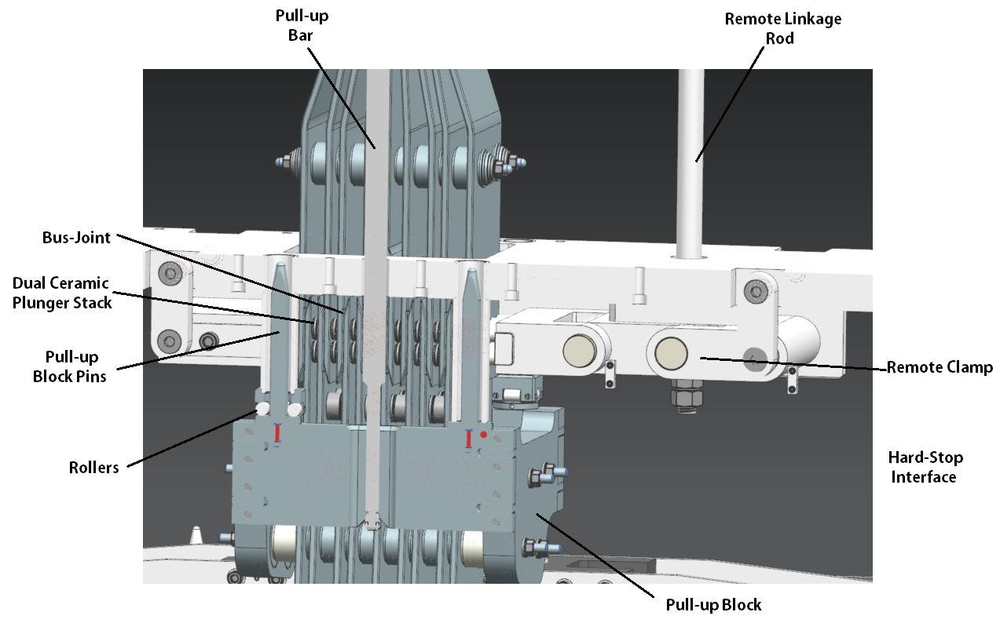 Pull-up
Bar
Remote Linkage
Rod
Bus-Joint
Dual Ceramic
Plunger Stack
Pull-up
Block Pins
Remote Clamp
Rollers
Hard-Stop
Interface
Pull-up Block